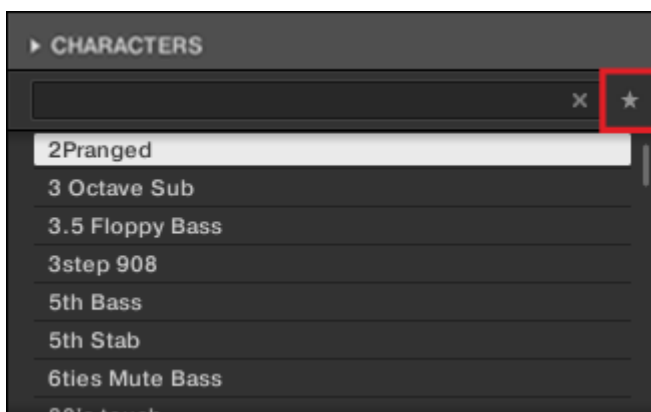 CHARACTERS
2Pranged
3 Octave Sub
3.5 Floppy Bass
3step 908
5th Bass
5th Stab
6ties Mute Bass